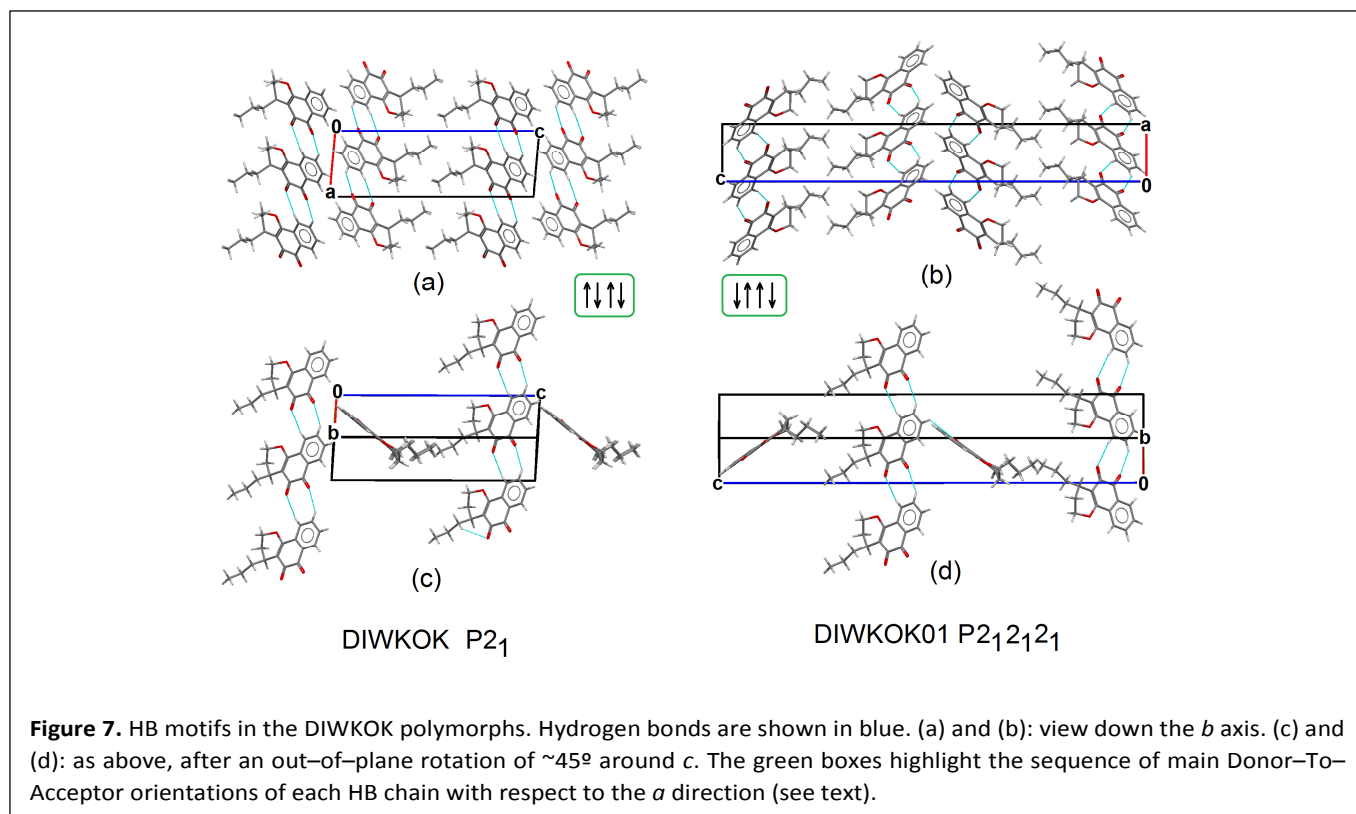 0
c
a
(a)
a
c
0
(b)
↑↓↑↓
↓↑↑↓
0
c
b
(c)
b
c
0
(d)
DIWKOK P2₁
DIWKOK01 P2₁2₁2₁
Figure 7. HB motifs in the DIWKOK polymorphs. Hydrogen bonds are shown in blue. (a) and (b): view down the b axis. (c) and
(d): as above, after an out–of–plane rotation of ~45º around c. The green boxes highlight the sequence of main Donor–To–
Acceptor orientations of each HB chain with respect to the a direction (see text).